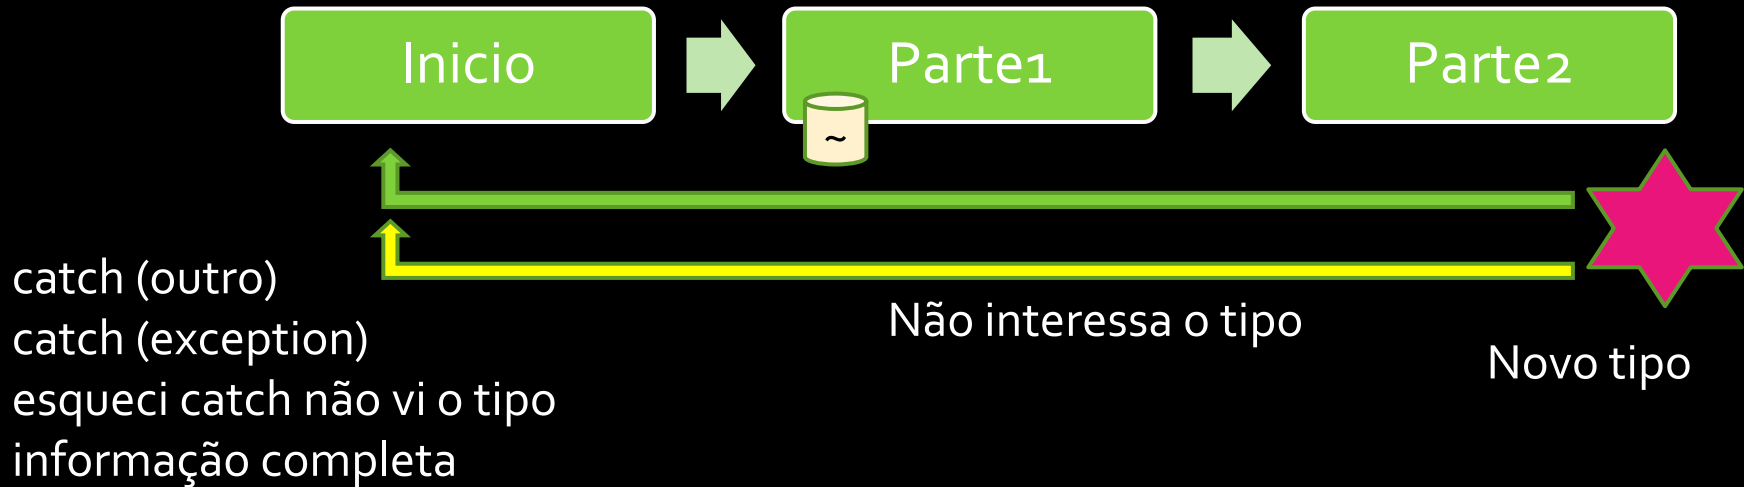 Inicio
Parte1
Parte2
~
catch (outro)
catch (exception)
esqueci catch não vi o tipo
informação completa
Não interessa o tipo
Novo tipo